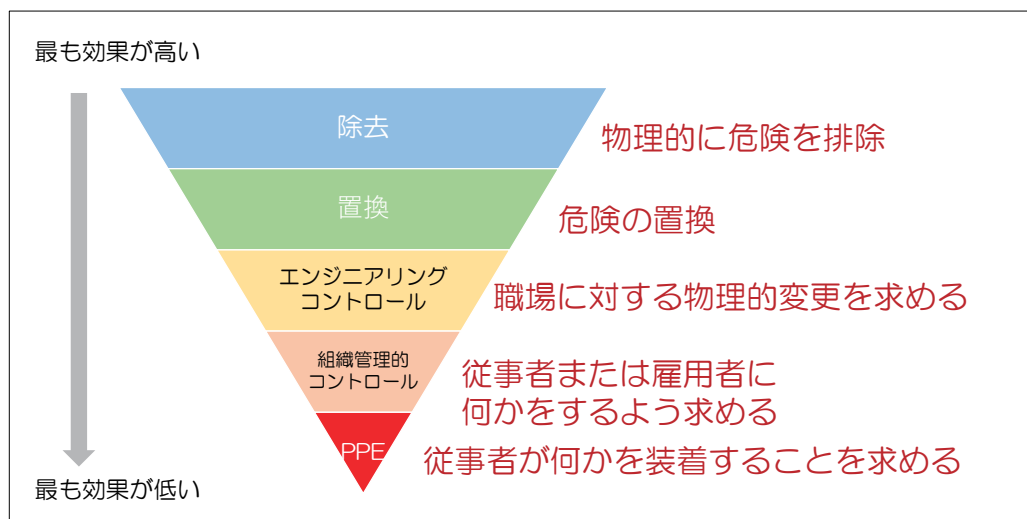 最も効果が高い
除去
物理的に危険を排除
置換
危険の置換
エンジニアリング
コントロール
職場に対する物理的変更を求める
組織管理的
コントロール
従事者または雇用者に
何かをするよう求める
PPE
従事者が何かを装着することを求める
最も効果が低い